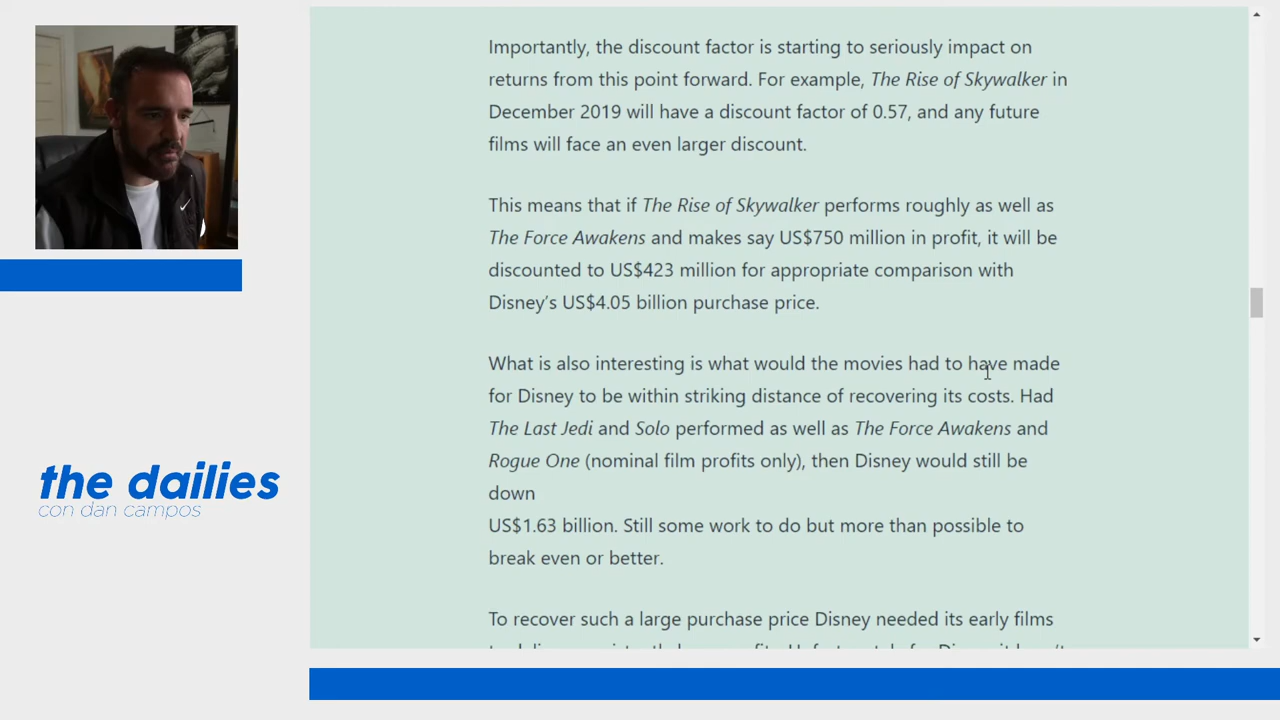 Importantly, the discount factor is starting to seriously impact on
returns from this point forward. For example, The Rise of Skywalker in
December 2019 will have a discount factor of 0.57, and any future
films will face an even larger discount.
This means that if The Rise of Skywalker performs roughly as well as
The Force Awakens and makes say US$750 million in profit, it will be
discounted to US$423 million for appropriate comparison with
Disney’s US$4.05 billion purchase price.
What is also interesting is what would the movies had to have made
for Disney to be within striking distance of recovering its costs. Had
The Last Jedi and Solo performed as well as The Force Awakens and
Rogue One (nominal film profits only), then Disney would still be
down
US$1.63 billion. Still some work to do but more than possible to
break even or better.
To recover such a large purchase price Disney needed its early films
the dailies
con dan campos